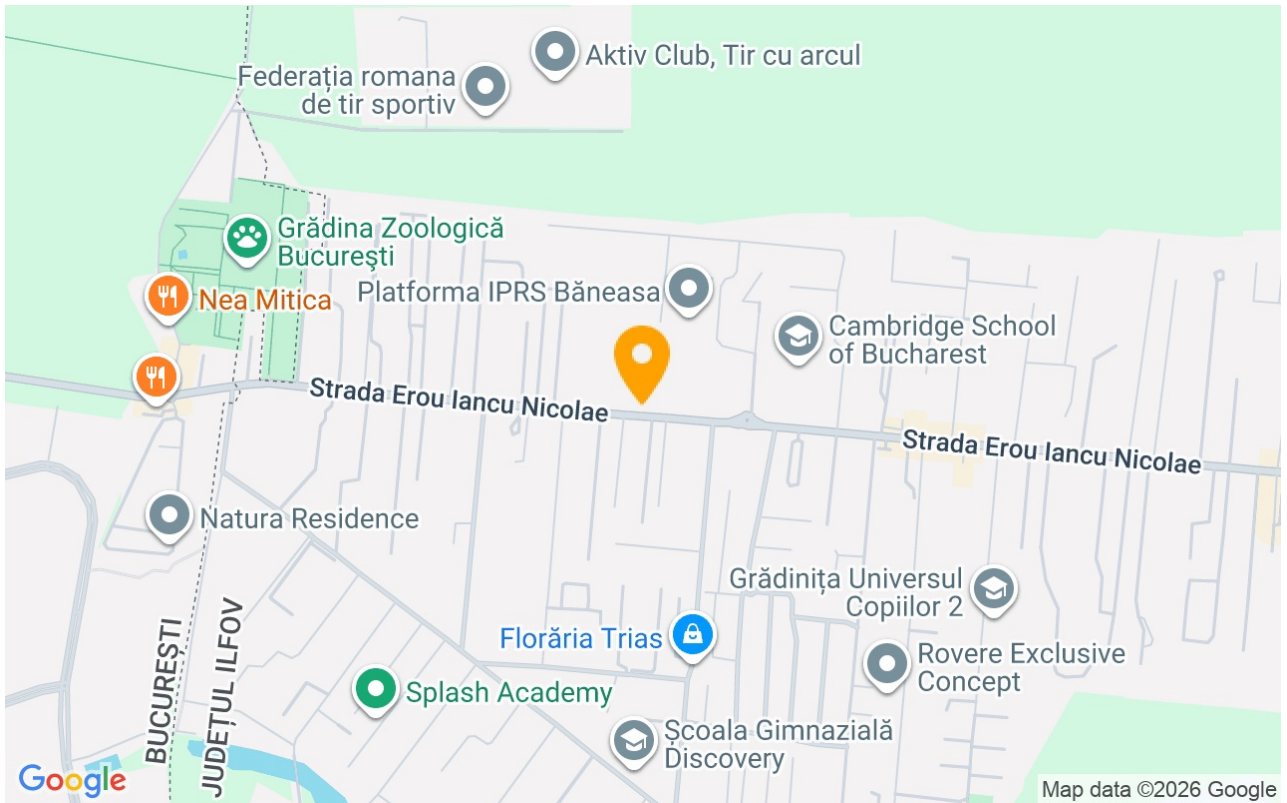 Aktiv Club, Tir cu arcul
Federația romana
de tir sportiv
Grădina Zoologică
București
Platforma IPRS Băneasa
Nea Mitica
Cambridge School
of Bucharest
Strada Erou Iancu Nicolae
Strada Erou Iancu Nicolae
Natura Residence
Grădinița Universul
Copiilor 2
Florăria Trias
Rovere Exclusive
Concept
BUCUREȘTI
JUDEȚUL ILFOV
Splash Academy
Școala Gimnazială
Discovery
Google
Map data ©2026 Google